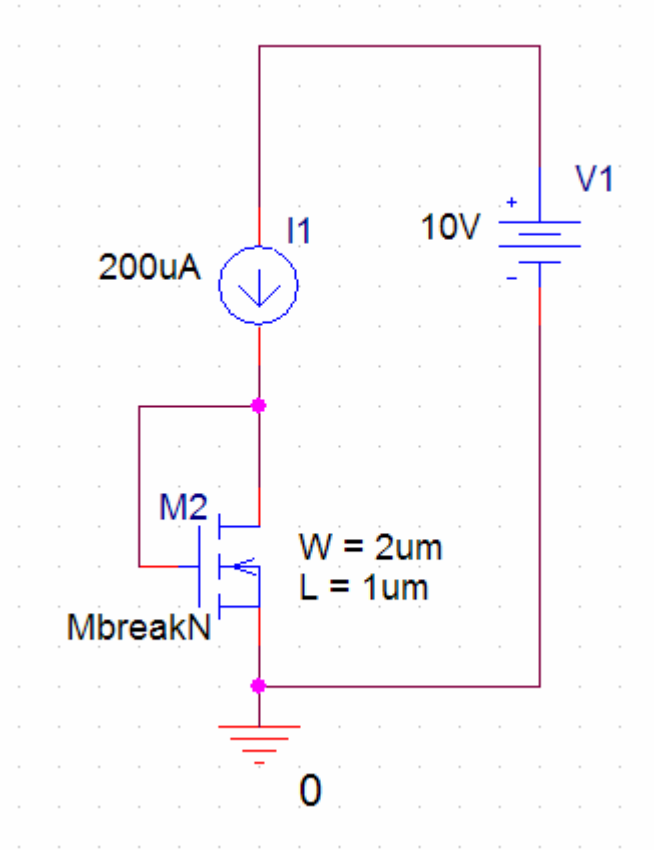 V1
+
10V
-
I1
200uA
M2
W = 2um
L = 1um
MbreakN
0